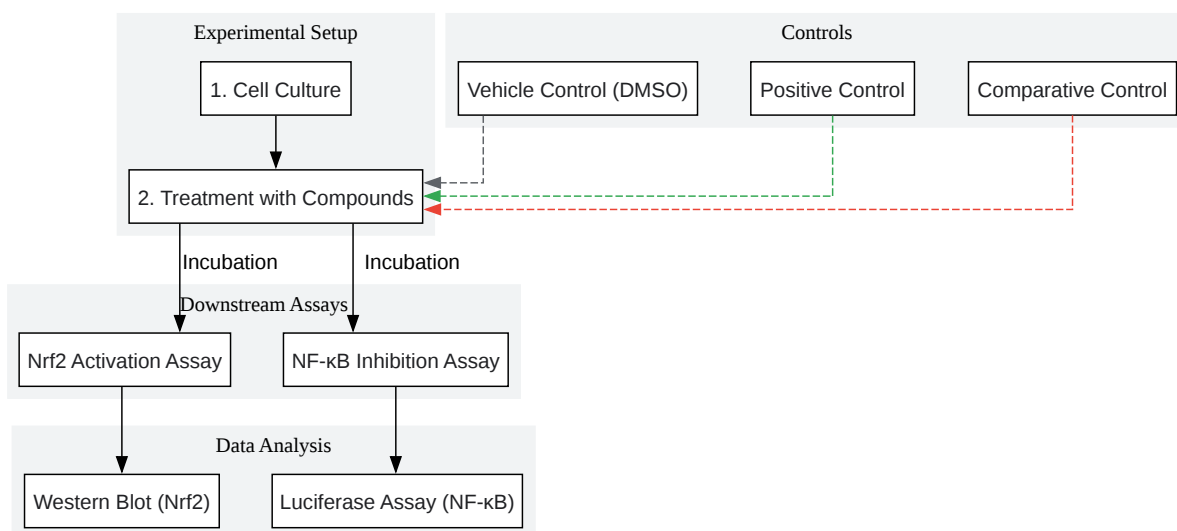 Experimental Setup
Controls
1. Cell Culture
Vehicle Control (DMSO)
Positive Control
Comparative Control
2. Treatment with Compounds
Incubation
Incubation
Downstream Assays
Nrf2 Activation Assay
NF-κB Inhibition Assay
Data Analysis
Western Blot (Nrf2)
Luciferase Assay (NF-κB)